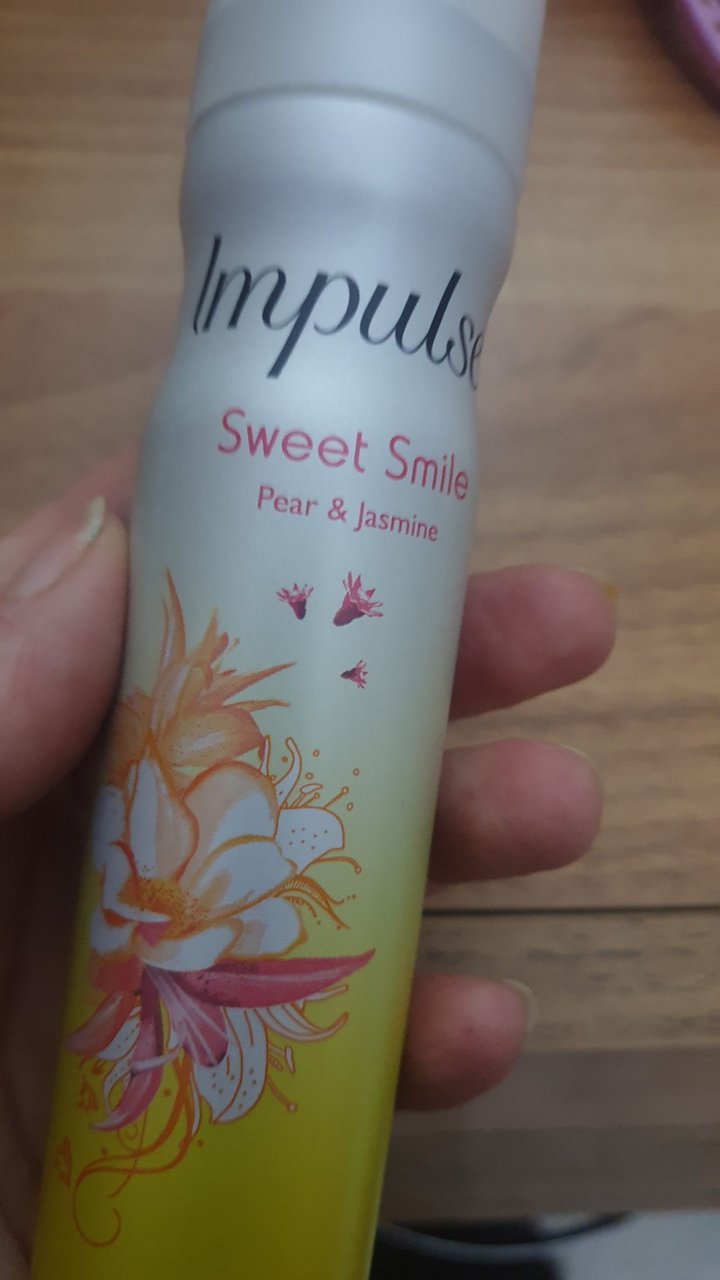 Impulse
Sweet Smile
Pear & Jasmine